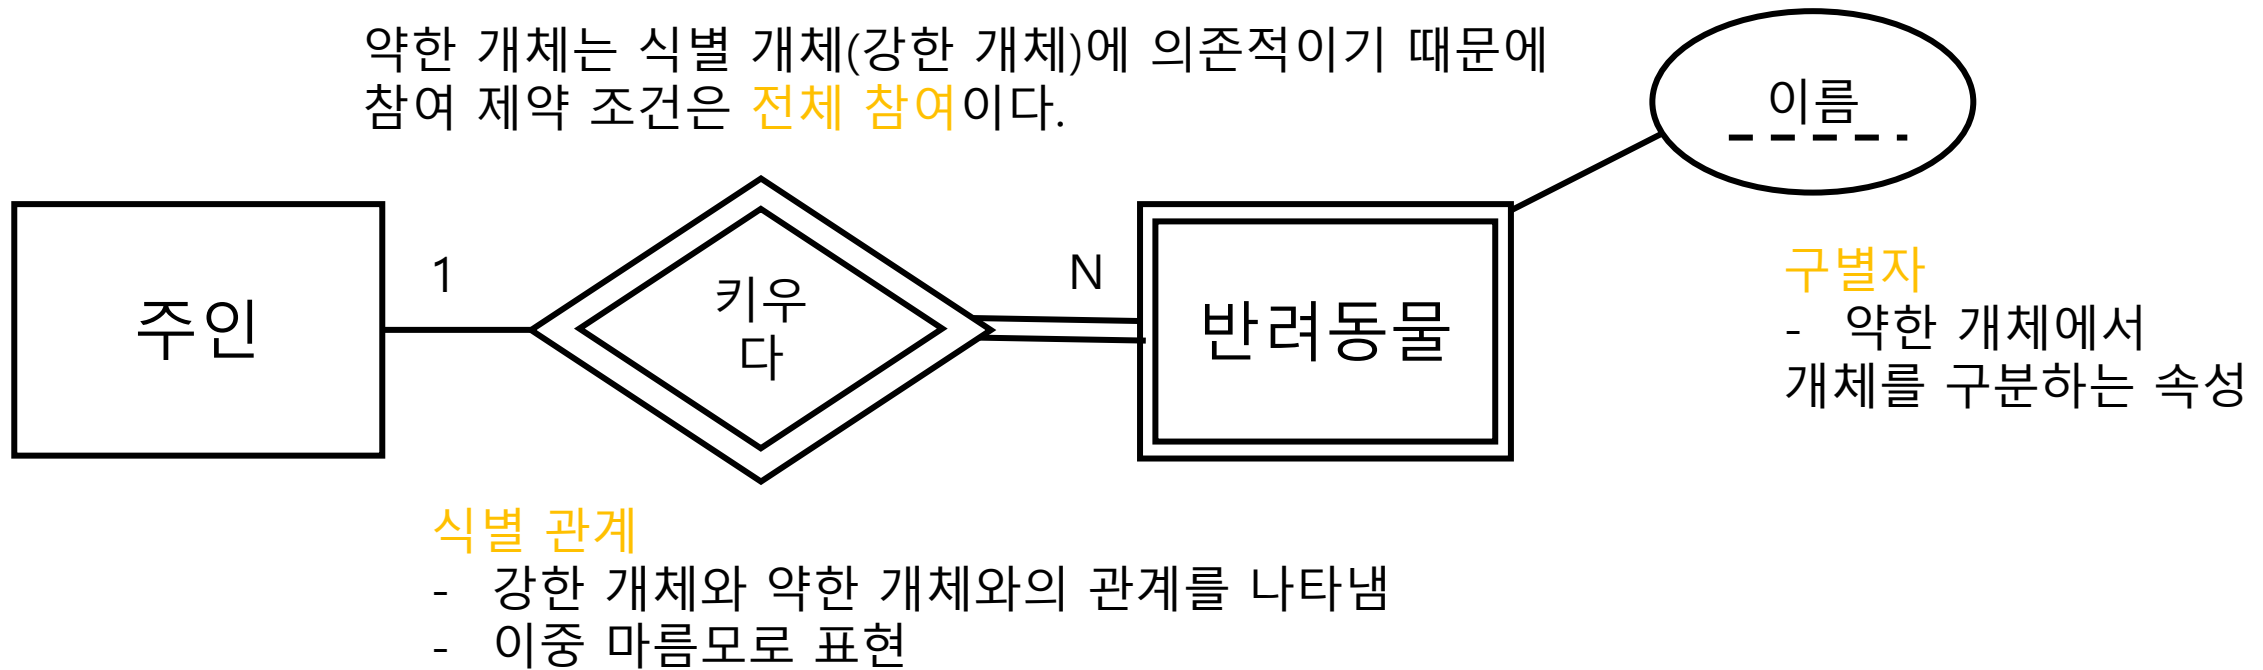 약한 개체는 식별 개체(강한 개체)에 의존적이기 때문에
참여 제약 조건은 전체 참여이다.
이름
주인
1
키우
다
N
반려동물
구별자
- 약한 개체에서
개체를 구분하는 속성
식별 관계
- 강한 개체와 약한 개체와의 관계를 나타냄
- 이중 마름모로 표현